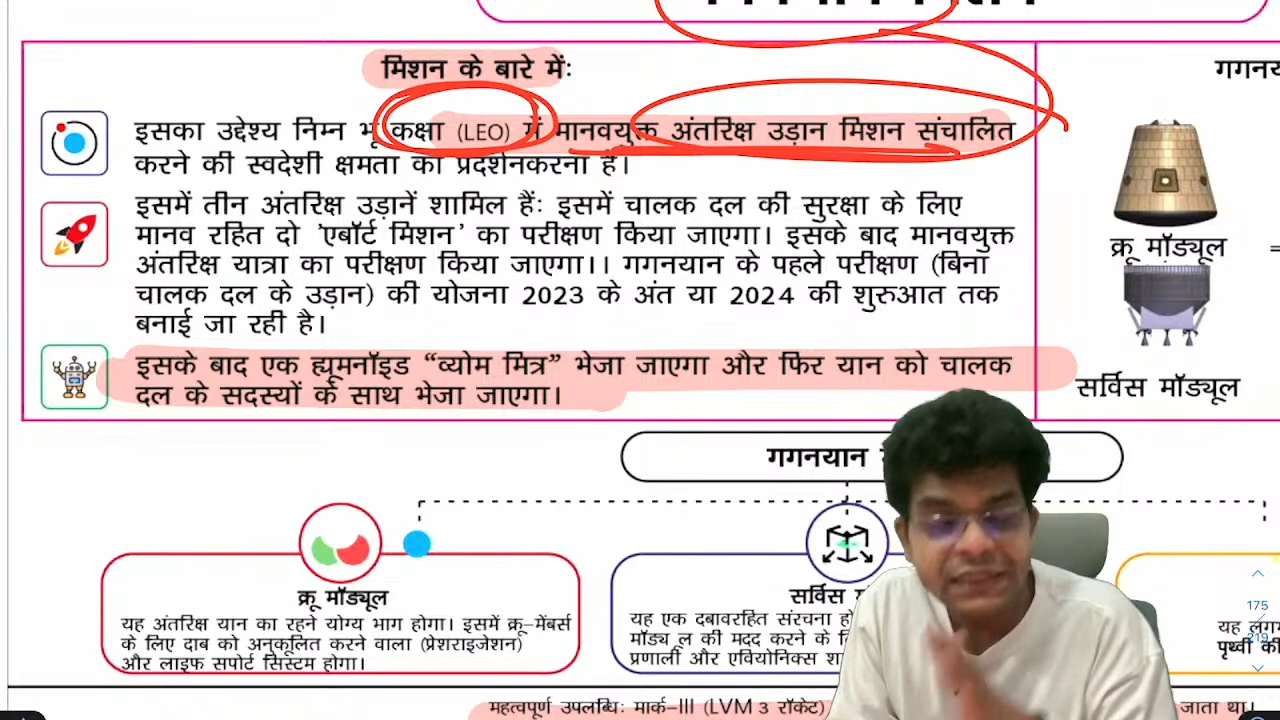 मिशन के बारे में:
गगनय
इसका उद्देश्य निम्न भू कक्षा (LEO) में मानवयुक्त अंतरिक्ष उड़ान मिशन संचालित
करने की स्वदेशी क्षमता का प्रदर्शनकरना है।
इसमें तीन अंतरिक्ष उड़ानें शामिल हैं: इसमें चालक दल की सुरक्षा के लिए
मानव रहित दो 'एबॉर्ट मिशन' का परीक्षण किया जाएगा। इसके बाद मानवयुक्त
अंतरिक्ष यात्रा का परीक्षण किया जाएगा।। गगनयान के पहले परीक्षण (बिना
चालक दल के उड़ान) की योजना 2023 के अंत या 2024 की शुरुआत तक
बनाई जा रही है।
इसके बाद एक ह्यूमनॉइड “व्योम मित्र” भेजा जाएगा और फिर यान को चालक
दल के सदस्यों के साथ भेजा जाएगा।
क्रू मॉड्यूल =
सर्विस मॉड्यूल
गगनयान
क्रू मॉड्यूल
यह अंतरिक्ष यान का रहने योग्य भाग होगा। इसमें क्रू-मेंबर्स
के लिए दाब को अनुकूलित करने वाला (प्रेशराइजेशन)
और लाइफ सपोर्ट सिस्टम होगा।
सर्विस
यह एक दबावरहित संरचना
मॉड्यू ल की मदद करने के
प्रणाली और एवियोनिक्स
175
219
यह
पृथ्वी की
महत्वपूर्ण उपलब्धि: मार्क-III (LVM 3 रॉकेट)
जाता था।